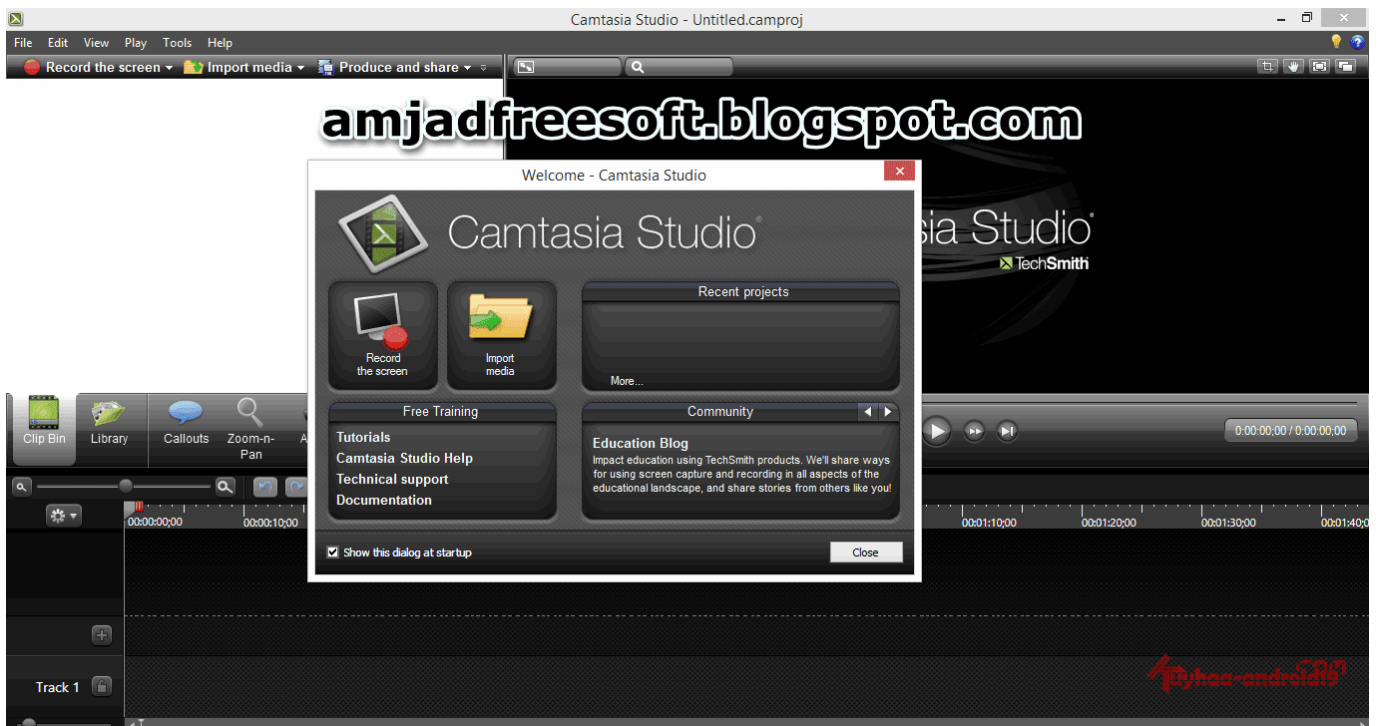 Camtasia Studio - Untitled.camproj
File Edit View Play Tools Help
Record the screen Import media Produce and share
amjadfreesoft.blogspot.com
Welcome - Camtasia Studio
Camtasia Studio®
Studio®
TechSmith
Record
the screen
Import
media
Recent projects
More...
Free Training
Tutorials
Camtasia Studio Help
Technical support
Documentation
Community
Education Blog
Impact education using TechSmith products. We'll share ways
for using screen capture and recording in all aspects of the
educational landscape, and share stories from others like you!
Show this dialog at startup
Close
Clip Bin Library Callouts Zoom-n-
Pan
0:00:00;00 / 0:00:00;00
00:00:00;00 00:00:10;00 00:01:10;00 00:01:20;00 00:01:30;00 00:01:40;0
Track 1